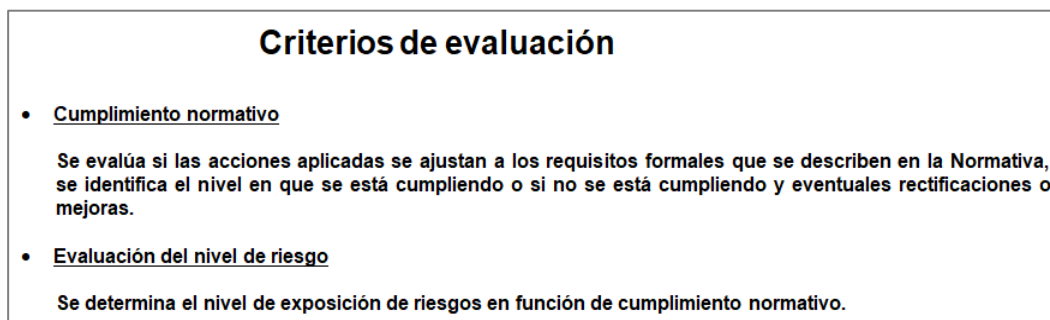 Criterios de evaluación
• Cumplimiento normativo
Se evalúa si las acciones aplicadas se ajustan a los requisitos formales que se describen en la Normativa,
se identifica el nivel en que se está cumpliendo o si no se está cumpliendo y eventuales rectificaciones o
mejoras.
• Evaluación del nivel de riesgo
Se determina el nivel de exposición de riesgos en función de cumplimiento normativo.